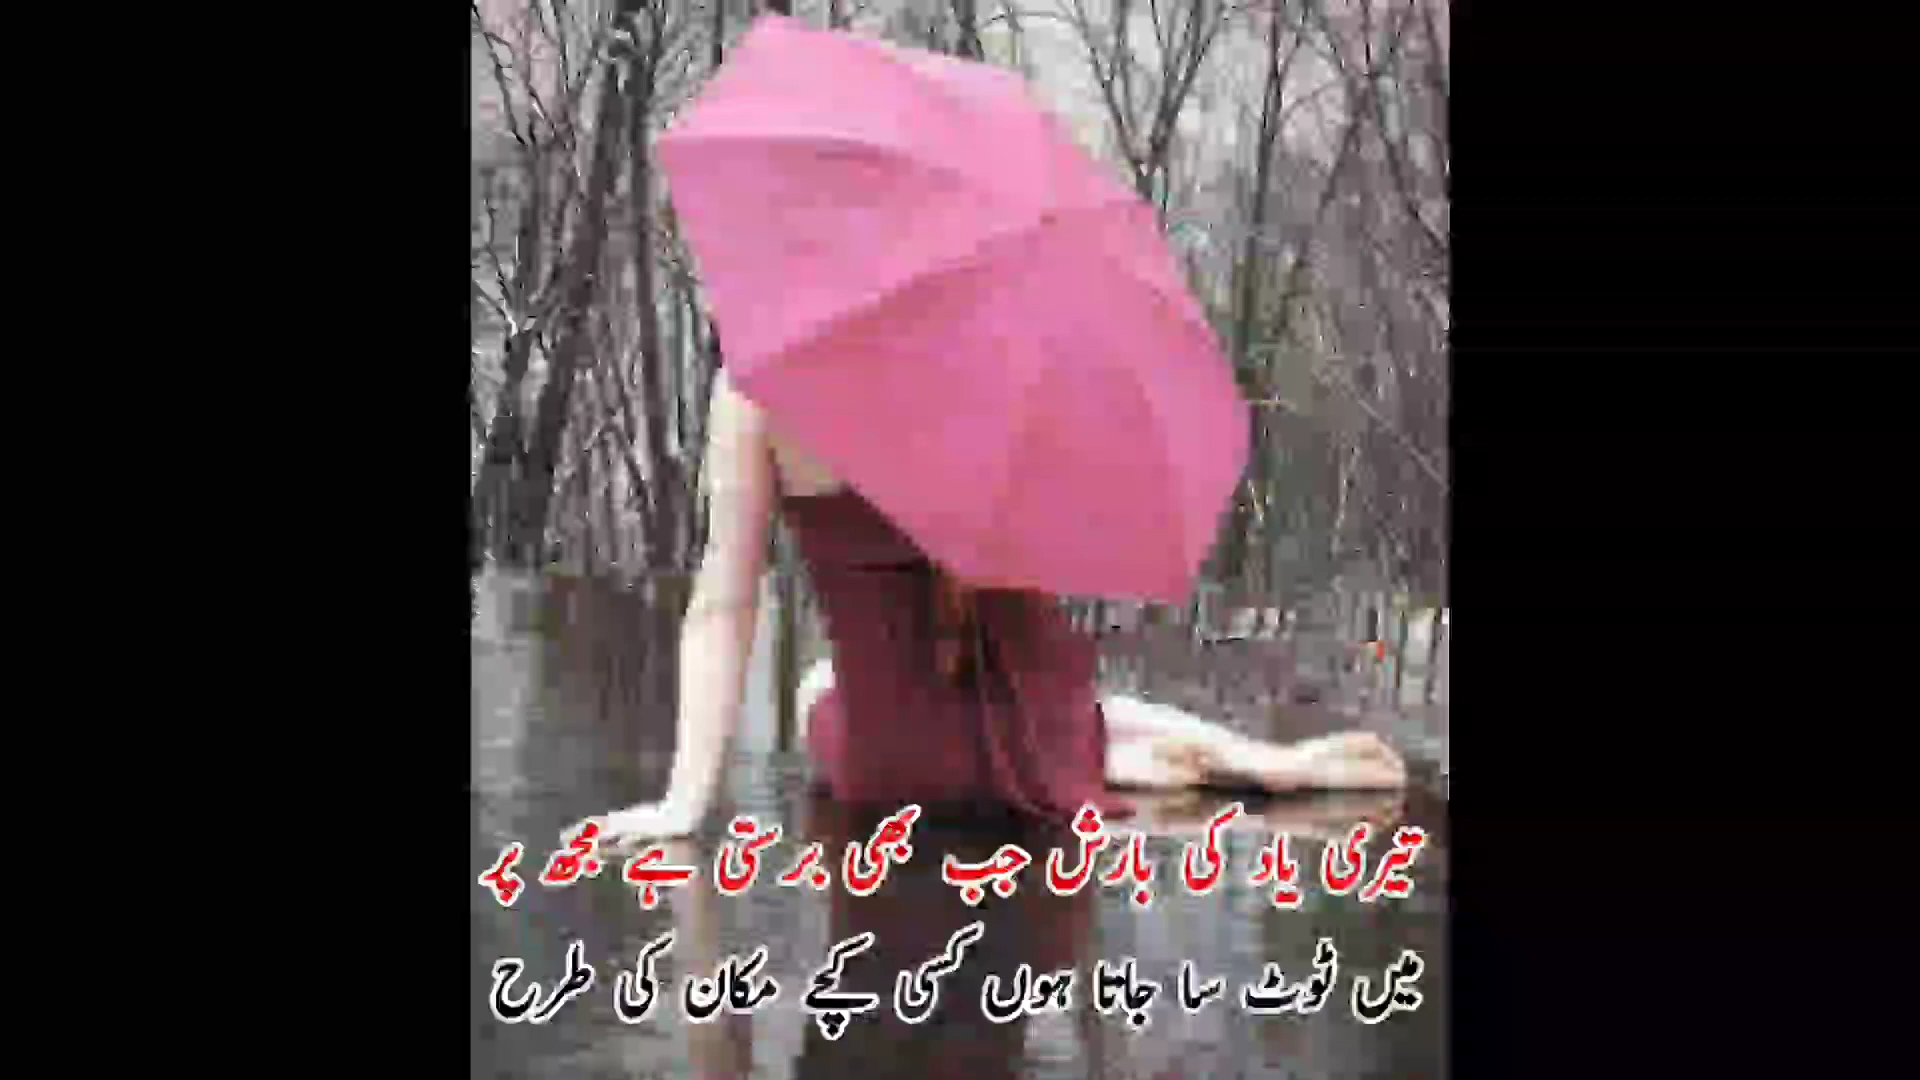 تیری یاد کی بارش جب بھی برستی ہے مجھ پر
میں ٹوٹ سا جاتا ہوں کسی کچے مکان کی طرح